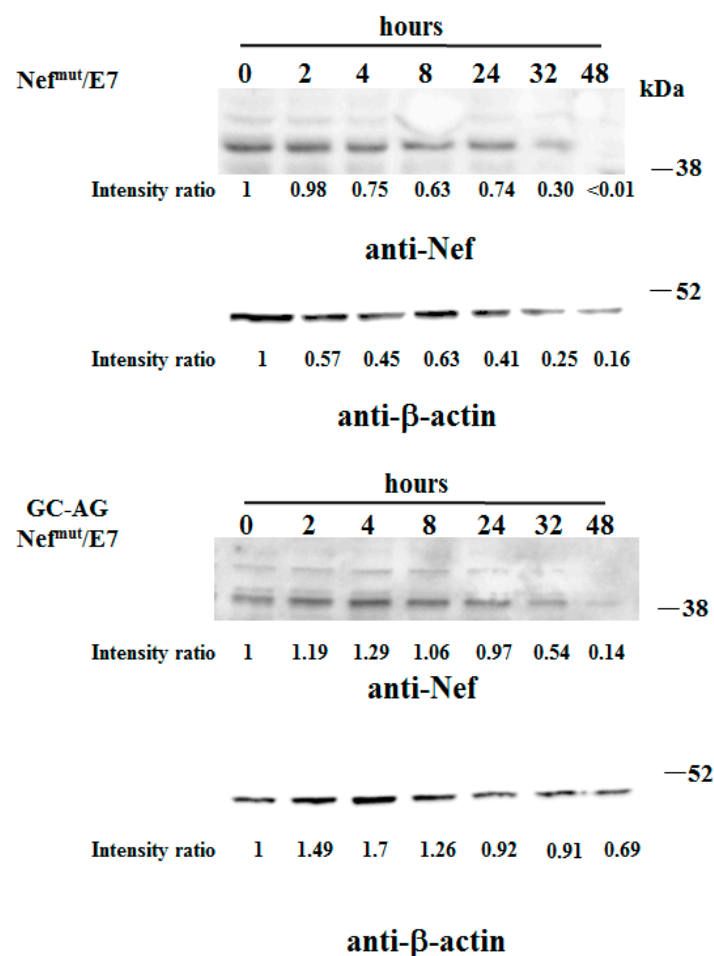 hours
0 2 4 8 24 32 48
Nefmut/E7
kDa
—38
Intensity ratio 1 0.98 0.75 0.63 0.74 0.30 <0.01
anti-Nef
—52
Intensity ratio 1 0.57 0.45 0.63 0.41 0.25 0.16
anti-β-actin
hours
GC-AG
Nefmut/E7
0 2 4 8 24 32 48
—38
Intensity ratio 1 1.19 1.29 1.06 0.97 0.54 0.14
anti-Nef
—52
Intensity ratio 1 1.49 1.7 1.26 0.92 0.91 0.69
anti-β-actin